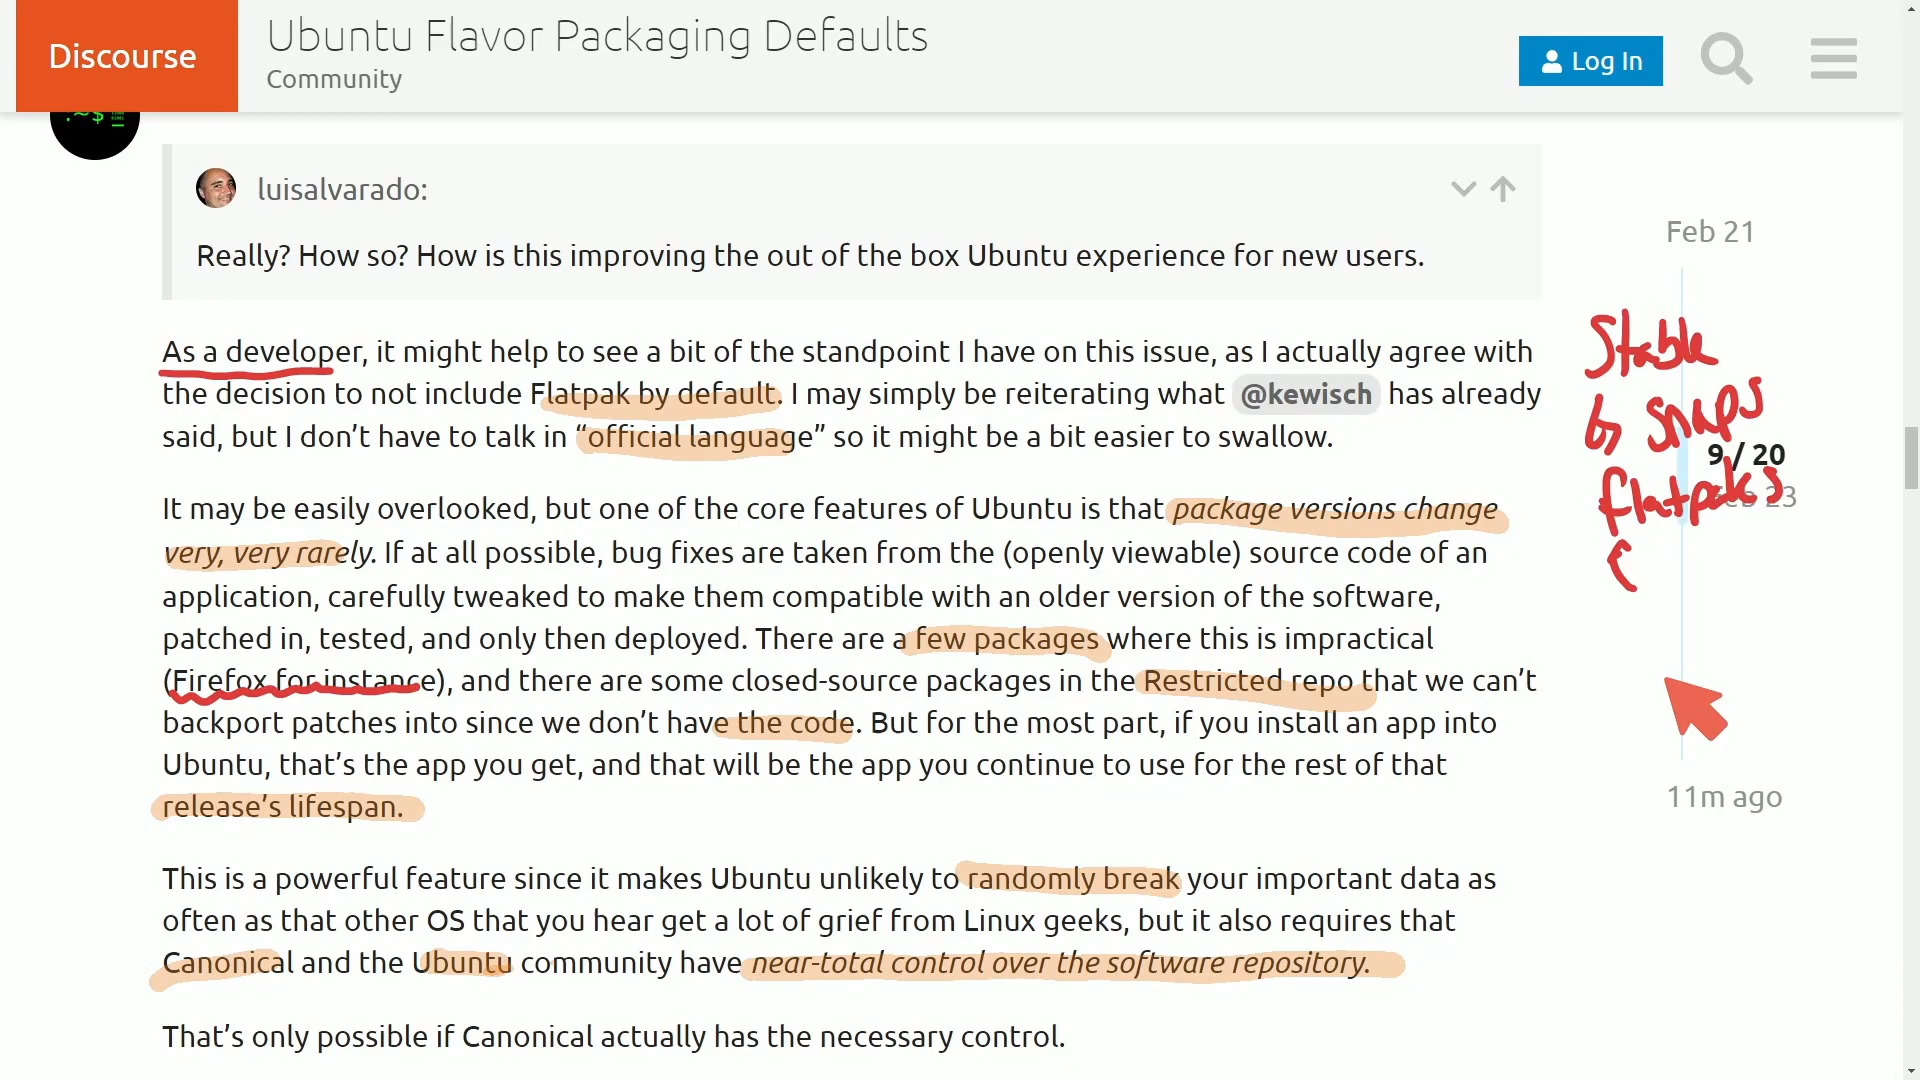 Discourse
Ubuntu Flavor Packaging Defaults
Community
Log In
luisalvarado:
Really? How so? How is this improving the out of the box Ubuntu experience for new users.
As a developer, it might help to see a bit of the standpoint I have on this issue, as I actually agree with
the decision to not include Flatpak by default. I may simply be reiterating what @kewisch has already
said, but I don’t have to talk in “official language” so it might be a bit easier to swallow.
It may be easily overlooked, but one of the core features of Ubuntu is that package versions change
very, very rarely. If at all possible, bug fixes are taken from the (openly viewable) source code of an
application, carefully tweaked to make them compatible with an older version of the software,
patched in, tested, and only then deployed. There are a few packages where this is impractical
(Firefox for instance), and there are some closed-source packages in the Restricted repo that we can’t
backport patches into since we don’t have the code. But for the most part, if you install an app into
Ubuntu, that’s the app you get, and that will be the app you continue to use for the rest of that
release’s lifespan.
This is a powerful feature since it makes Ubuntu unlikely to randomly break your important data as
often as that other OS that you hear get a lot of grief from Linux geeks, but it also requires that
Canonical and the Ubuntu community have near-total control over the software repository.
That’s only possible if Canonical actually has the necessary control.
Feb 21
Stable
snaps
9 / 20
flatpaks
23
11m ago